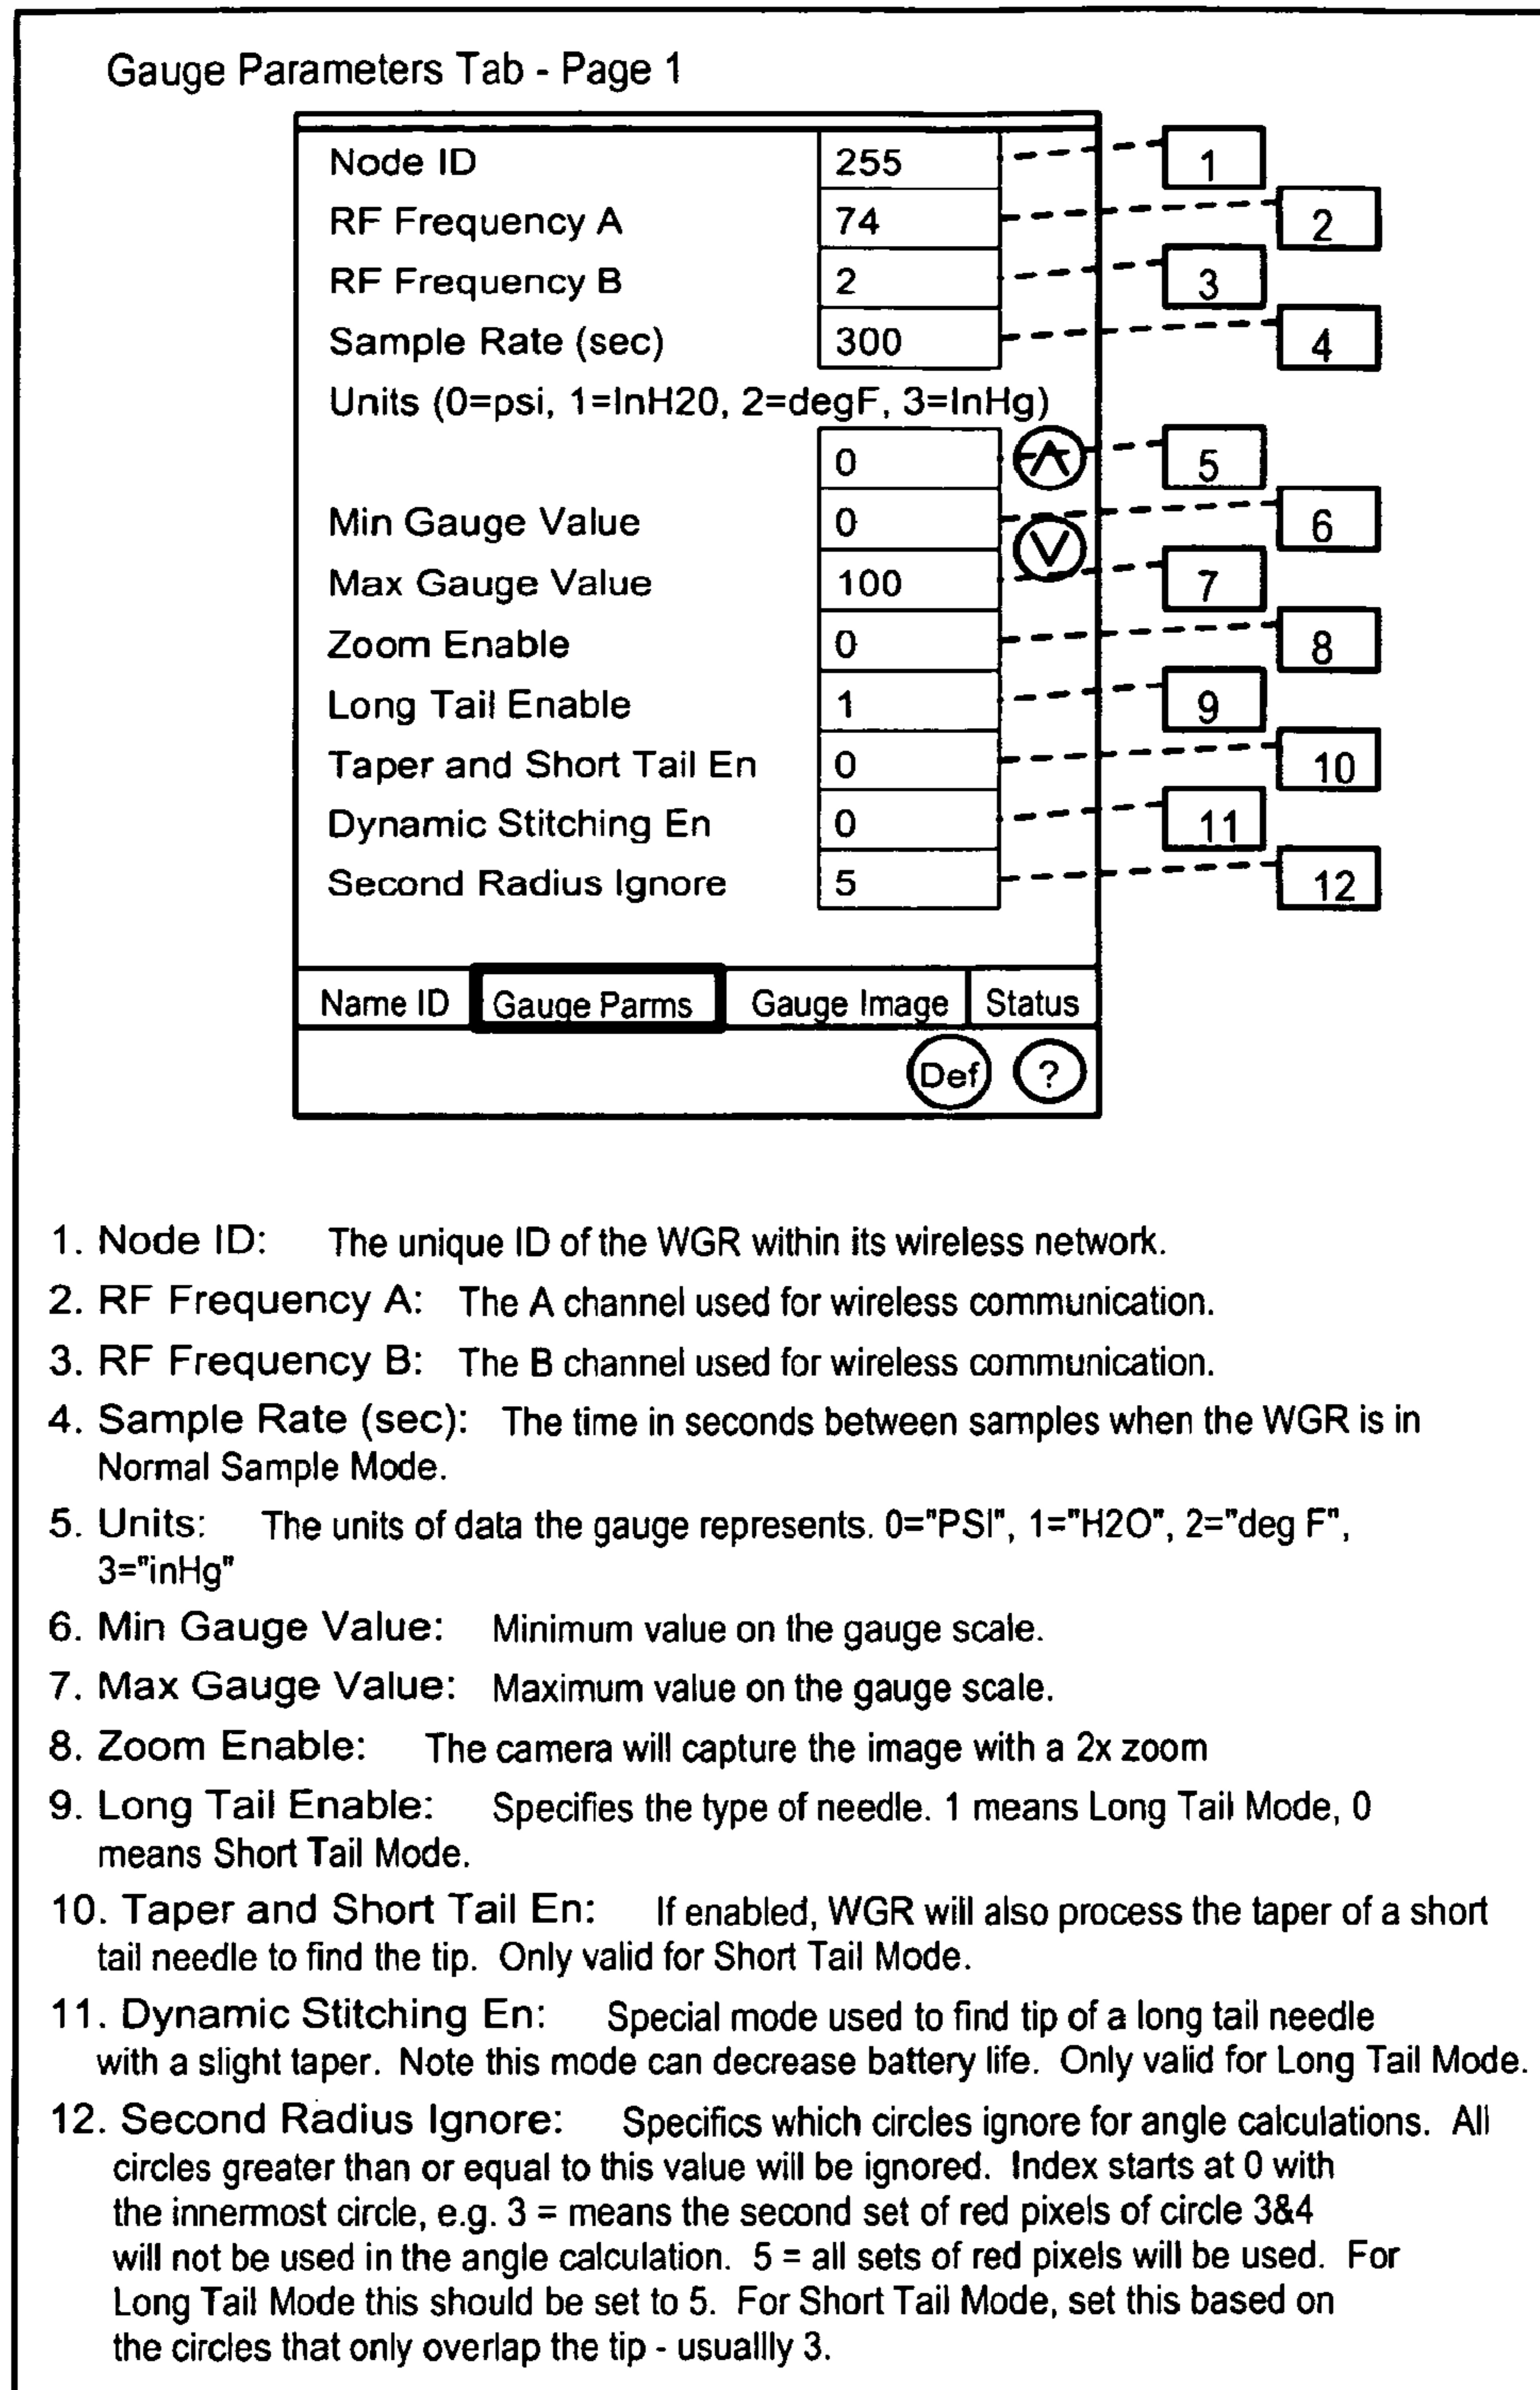 Gauge Parameters Tab - Page 1
Node ID 255 1
RF Frequency A 74 2
RF Frequency B 2 3
Sample Rate (sec) 300 4
Units (0=psi, 1=InH20, 2=degF, 3=InHg)
0 5
Min Gauge Value 0 6
Max Gauge Value 100 7
Zoom Enable 0 8
Long Tail Enable 1 9
Taper and Short Tail En 0 10
Dynamic Stitching En 0 11
Second Radius Ignore 5 12
Name ID Gauge Parms Gauge Image Status
Def ?
1. Node ID: The unique ID of the WGR within its wireless network.
2. RF Frequency A: The A channel used for wireless communication.
3. RF Frequency B: The B channel used for wireless communication.
4. Sample Rate (sec): The time in seconds between samples when the WGR is in
Normal Sample Mode.
5. Units: The units of data the gauge represents. 0="PSI", 1="H2O", 2="deg F",
3="inHg"
6. Min Gauge Value: Minimum value on the gauge scale.
7. Max Gauge Value: Maximum value on the gauge scale.
8. Zoom Enable: The camera will capture the image with a 2x zoom
9. Long Tail Enable: Specifies the type of needle. 1 means Long Tail Mode, 0
means Short Tail Mode.
10. Taper and Short Tail En: If enabled, WGR will also process the taper of a short
tail needle to find the tip. Only valid for Short Tail Mode.
11. Dynamic Stitching En: Special mode used to find tip of a long tail needle
with a slight taper. Note this mode can decrease battery life. Only valid for Long Tail Mode.
12. Second Radius Ignore: Specifics which circles ignore for angle calculations. All
circles greater than or equal to this value will be ignored. Index starts at 0 with
the innermost circle, e.g. 3 = means the second set of red pixels of circle 3&4
will not be used in the angle calculation. 5 = all sets of red pixels will be used. For
Long Tail Mode this should be set to 5. For Short Tail Mode, set this based on
the circles that only overlap the tip - usuallly 3.